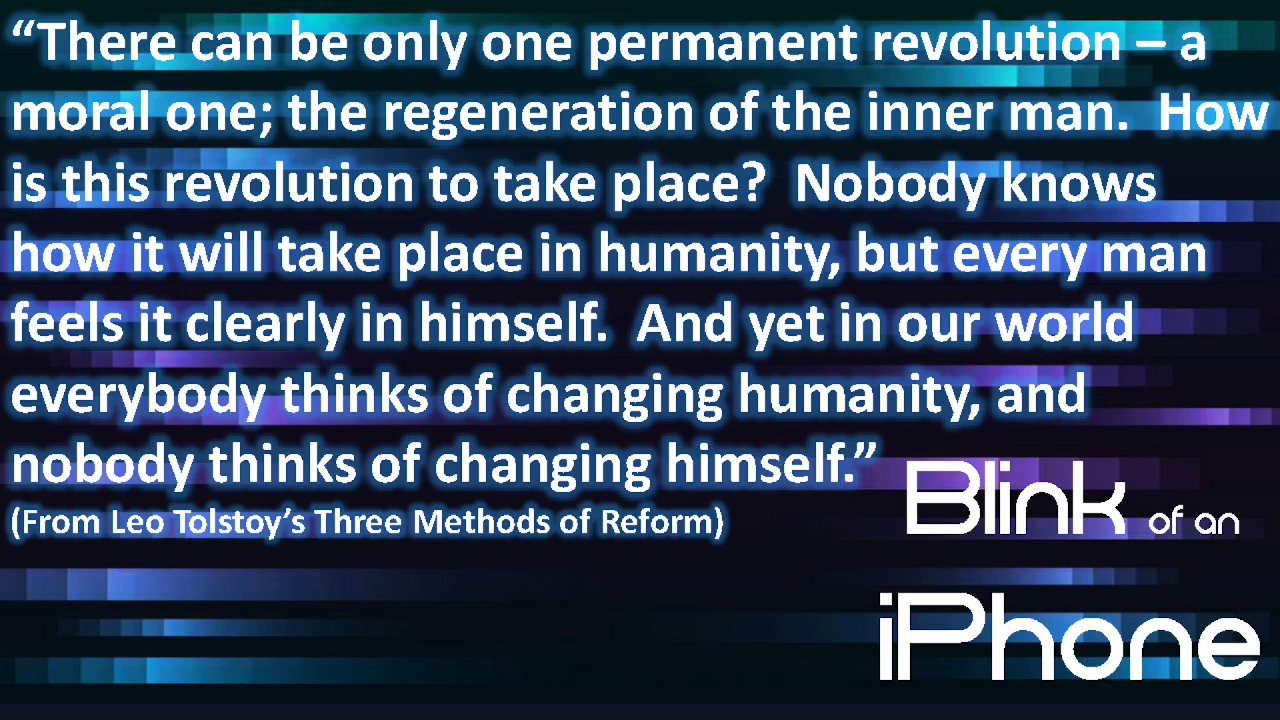 “There can be only one permanent revolution – a
moral one; the regeneration of the inner man.  How
is this revolution to take place?  Nobody knows
how it will take place in humanity, but every man
feels it clearly in himself.  And yet in our world
everybody thinks of changing humanity, and
nobody thinks of changing himself.”
(From Leo Tolstoy’s Three Methods of Reform)
Blink of an
iPhone